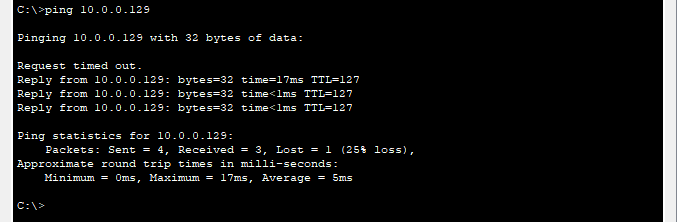 C:\>ping 10.0.0.129
Pinging 10.0.0.129 with 32 bytes of data:
Request timed out.
Reply from 10.0.0.129: bytes=32 time=17ms TTL=127
Reply from 10.0.0.129: bytes=32 time<1ms TTL=127
Reply from 10.0.0.129: bytes=32 time<1ms TTL=127
Ping statistics for 10.0.0.129:
    Packets: Sent = 4, Received = 3, Lost = 1 (25% loss),
Approximate round trip times in milli-seconds:
    Minimum = 0ms, Maximum = 17ms, Average = 5ms
C:\>